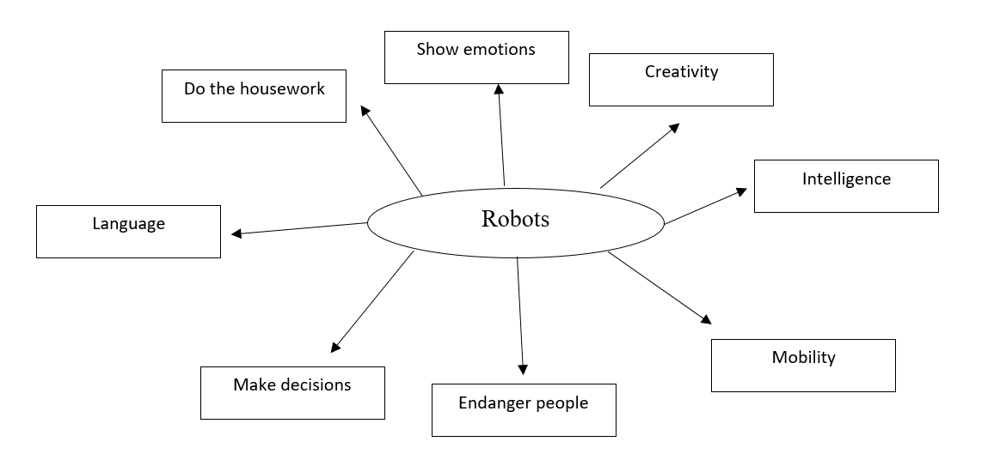 Show emotions
Creativity
Do the housework
Intelligence
Robots
Language
Mobility
Make decisions
Endanger people